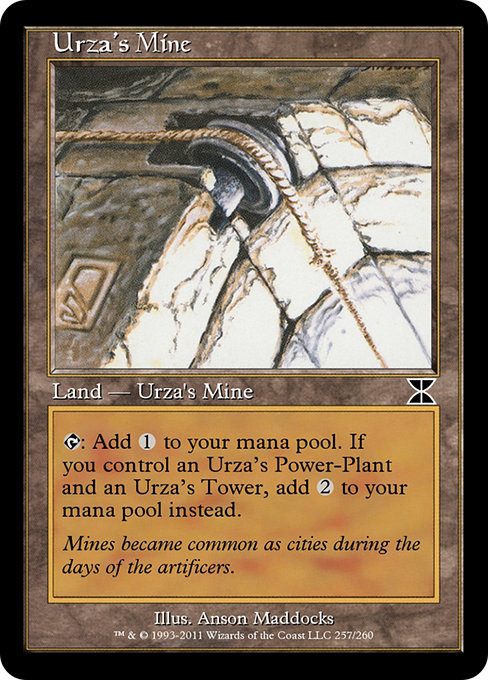 Urza's Mine
Land — Urza's Mine
: Add 1 to your mana pool. If
you control an Urza's Power-Plant
and an Urza's Tower, add 2 to your
mana pool instead.
Mines became common as cities during the
days of the artificers.
Illus. Anson Maddocks
™ & © 1993-2011 Wizards of the Coast LLC 257/260